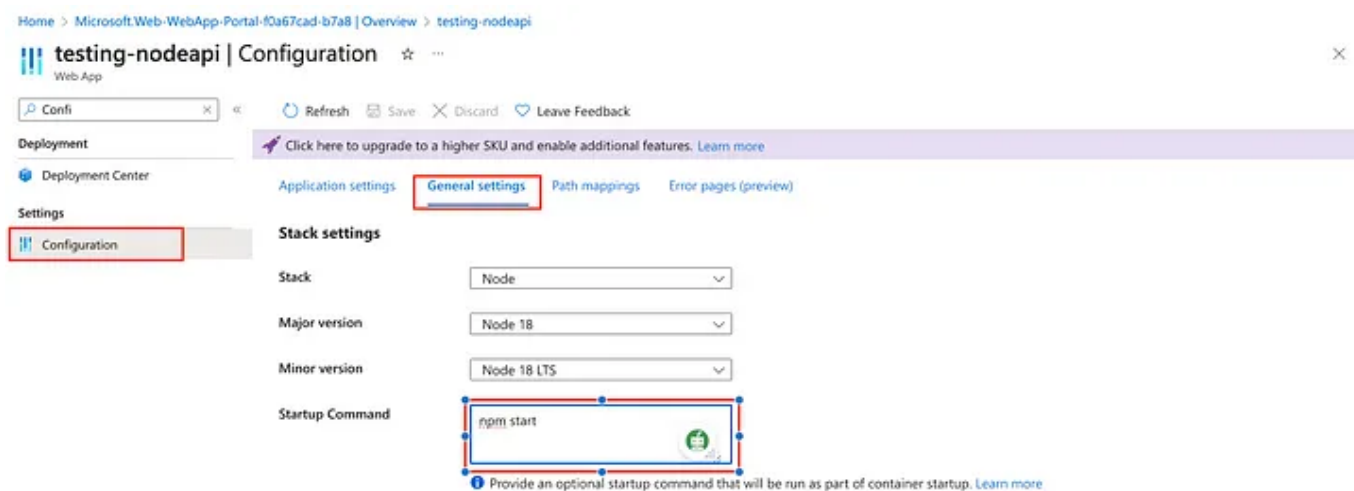 Home > Microsoft.Web-WebApp-Portal-f0a67cad-b7a8 | Overview > testing-nodeapi
testing-nodeapi | Configuration
Web App
Confi
Refresh Save Discard Leave Feedback
Click here to upgrade to a higher SKU and enable additional features. Learn more
Deployment
Deployment Center
Settings
Configuration
Application settings General settings Path mappings Error pages (preview)
Stack settings
Stack Node
Major version Node 18
Minor version Node 18 LTS
Startup Command npm start
Provide an optional startup command that will be run as part of container startup. Learn more